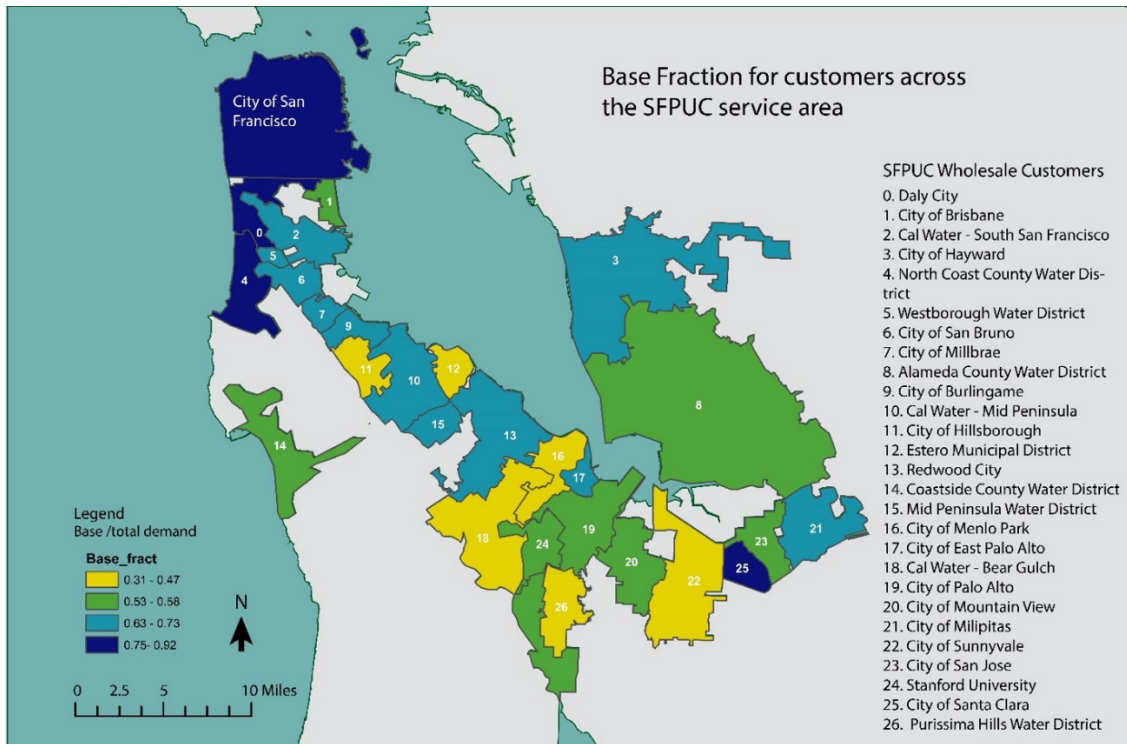 Base Fraction for customers across
the SFPUC service area
City of San
Francisco
SFPUC Wholesale Customers
0. Daly City
1. City of Brisbane
2. Cal Water - South San Francisco
3. City of Hayward
4. North Coast County Water Dis-
trict
5. Westborough Water District
6. City of San Bruno
7. City of Millbrae
8. Alameda County Water District
9. City of Burlingame
10. Cal Water - Mid Peninsula
11. City of Hillsborough
12. Estero Municipal District
13. Redwood City
14. Coastside County Water District
15. Mid Peninsula Water District
16. City of Menlo Park
17. City of East Palo Alto
18. Cal Water - Bear Gulch
19. City of Palo Alto
20. City of Mountain View
21. City of Milipitas
22. City of Sunnyvale
23. City of San Jose
24. Stanford University
25. City of Santa Clara
26. Purissima Hills Water District
1
0
2
5
4
6
3
7
9
11
10
12
8
15
13
14
16
17
18
24
19
20
22
23
21
25
26
Legend
Base /total demand
Base_fract
0.31 - 0.47
0.53 - 0.58
0.63 - 0.73
0.75- 0.92
N
0 2.5 5 10 Miles